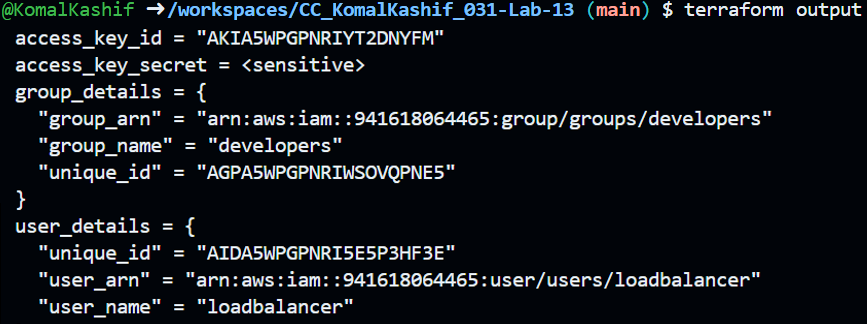 @KomalKashif ➜/workspaces/CC_KomalKashif_031-Lab-13 (main) $ terraform output
access_key_id = "AKIA5WPGPNRIYT2DNYFM"
access_key_secret = <sensitive>
group_details = {
"group_arn" = "arn:aws:iam::941618064465:group/groups/developers"
"group_name" = "developers"
"unique_id" = "AGPA5WPGPNRIWSOVQPNE5"
}
user_details = {
"unique_id" = "AIDA5WPGPNRI5E5P3HF3E"
"user_arn" = "arn:aws:iam::941618064465:user/users/loadbalancer"
"user_name" = "loadbalancer"